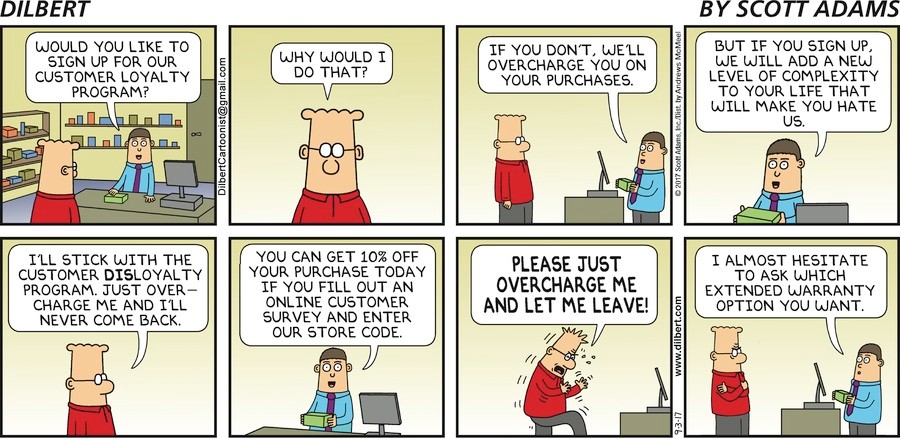 DILBERT
BY SCOTT ADAMS
WOULD YOU LIKE TO
SIGN UP FOR OUR
CUSTOMER LOYALTY
PROGRAM?
DilbertCartoonist@gmail.com
WHY WOULD I
DO THAT?
IF YOU DON'T, WE'LL
OVERCHARGE YOU ON
YOUR PURCHASES.
© 2017 Scott Adams, Inc./Dist. by Andrews McMeel
BUT IF YOU SIGN UP,
WE WILL ADD A NEW
LEVEL OF COMPLEXITY
TO YOUR LIFE THAT
WILL MAKE YOU HATE
US.
I'LL STICK WITH THE
CUSTOMER DISLOYALTY
PROGRAM. JUST OVER-
CHARGE ME AND I'LL
NEVER COME BACK.
YOU CAN GET 10% OFF
YOUR PURCHASE TODAY
IF YOU FILL OUT AN
ONLINE CUSTOMER
SURVEY AND ENTER
OUR STORE CODE.
PLEASE JUST
OVERCHARGE ME
AND LET ME LEAVE!
9-3-17
www.dilbert.com
I ALMOST HESITATE
TO ASK WHICH
EXTENDED WARRANTY
OPTION YOU WANT.